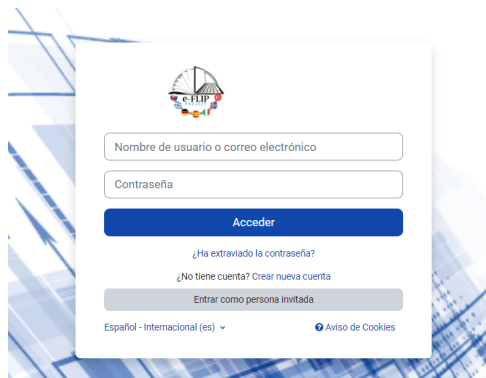 e-FLIP
PROJECT
Nombre de usuario o correo electrónico
Contraseña
Acceder
¿Ha extraviado la contraseña?
¿No tiene cuenta? Crear nueva cuenta
Entrar como persona invitada
Español - Internacional (es)
Aviso de Cookies